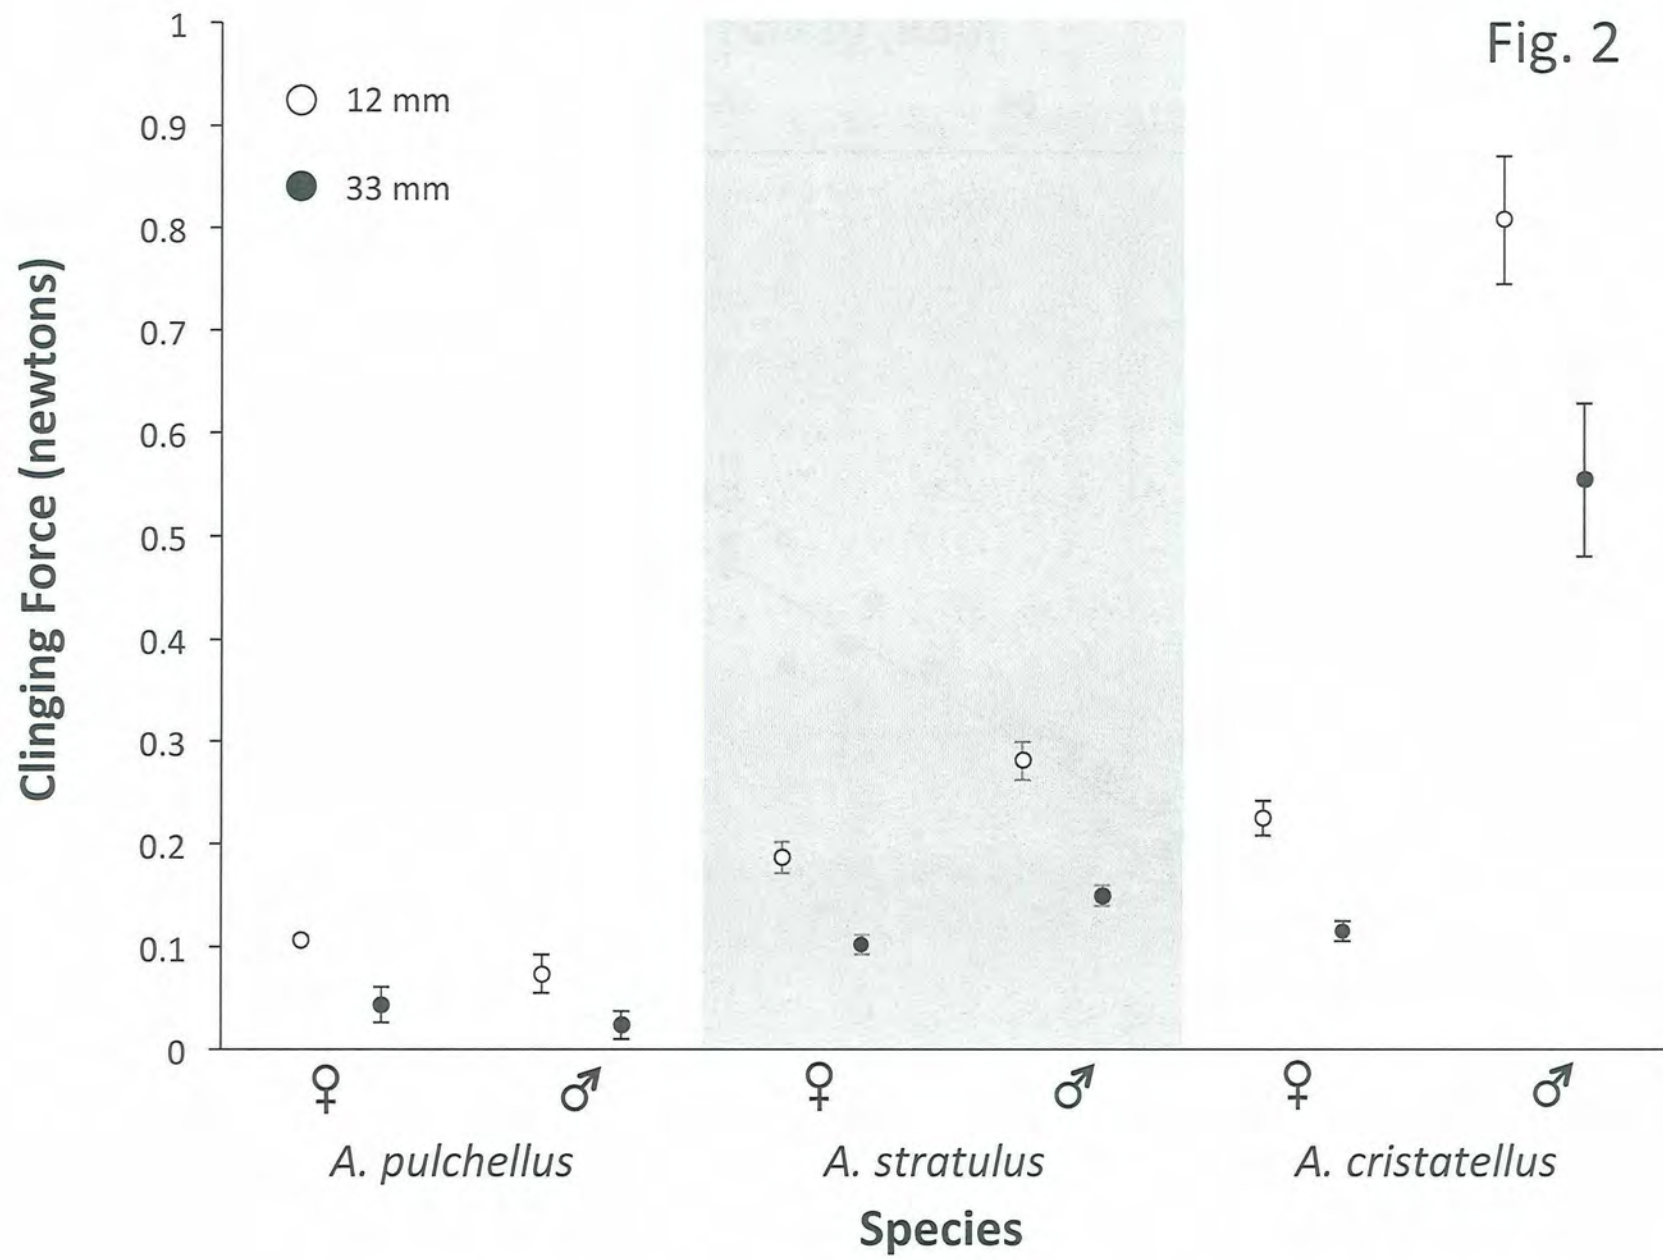 Fig. 2
12 mm
33 mm
Clinging Force (newtons)
1
0.9
0.8
0.7
0.6
0.5
0.4
0.3
0.2
0.1
0
♀ ♂ ♀ ♂ ♀ ♂
A. pulchellus A. stratulus A. cristatellus
Species